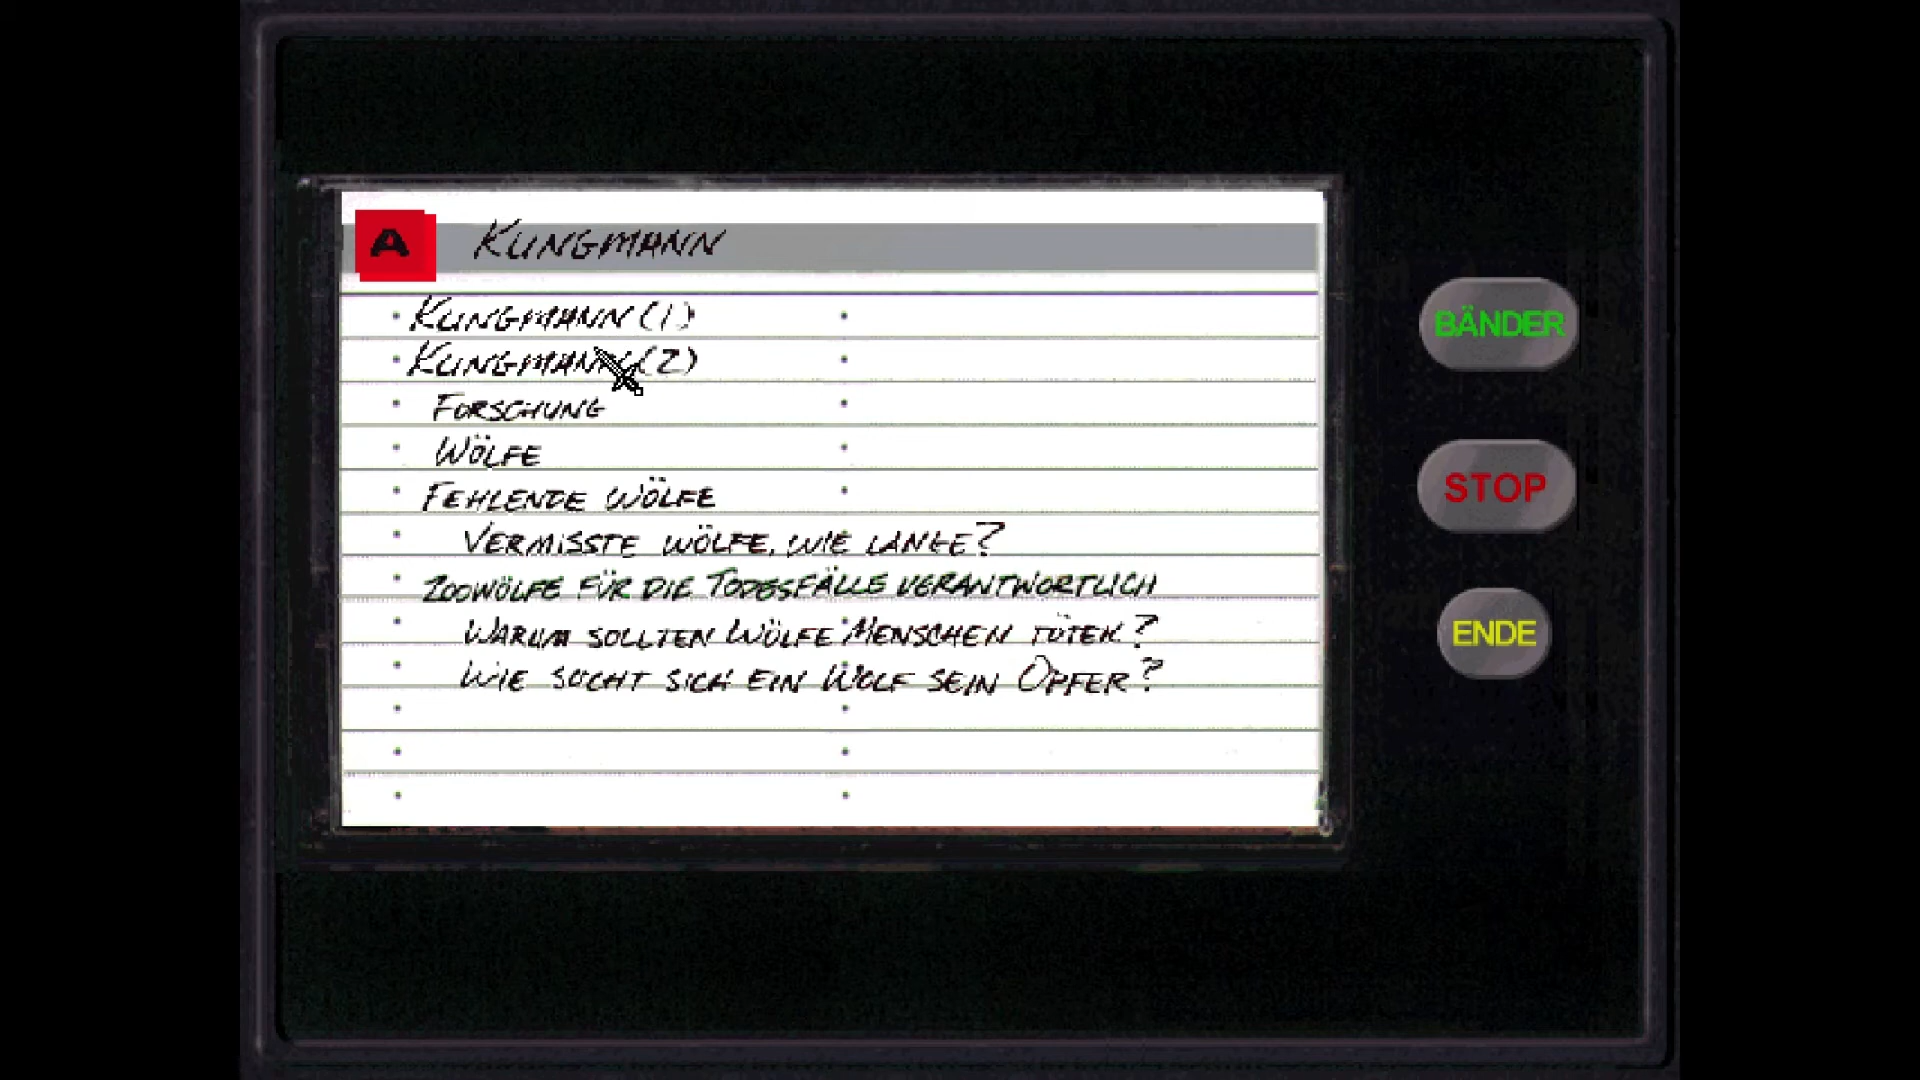 A KLINGMANN
KLINGMANN (1)
KLINGMANN (2)
FORSCHUNG
WÖLFE
FEHLENDE WÖLFE
VERMISSTE WÖLFE, WIE LANGE?
ZOOWÖLFE FÜR DIE TODESFÄLLE VERANTWORTLICH
WARUM SOLLTEN WÖLFE MENSCHEN TÖTEN?
WIE SUCHT SICH EIN WOLF SEIN OPFER?
BÄNDER
STOP
ENDE